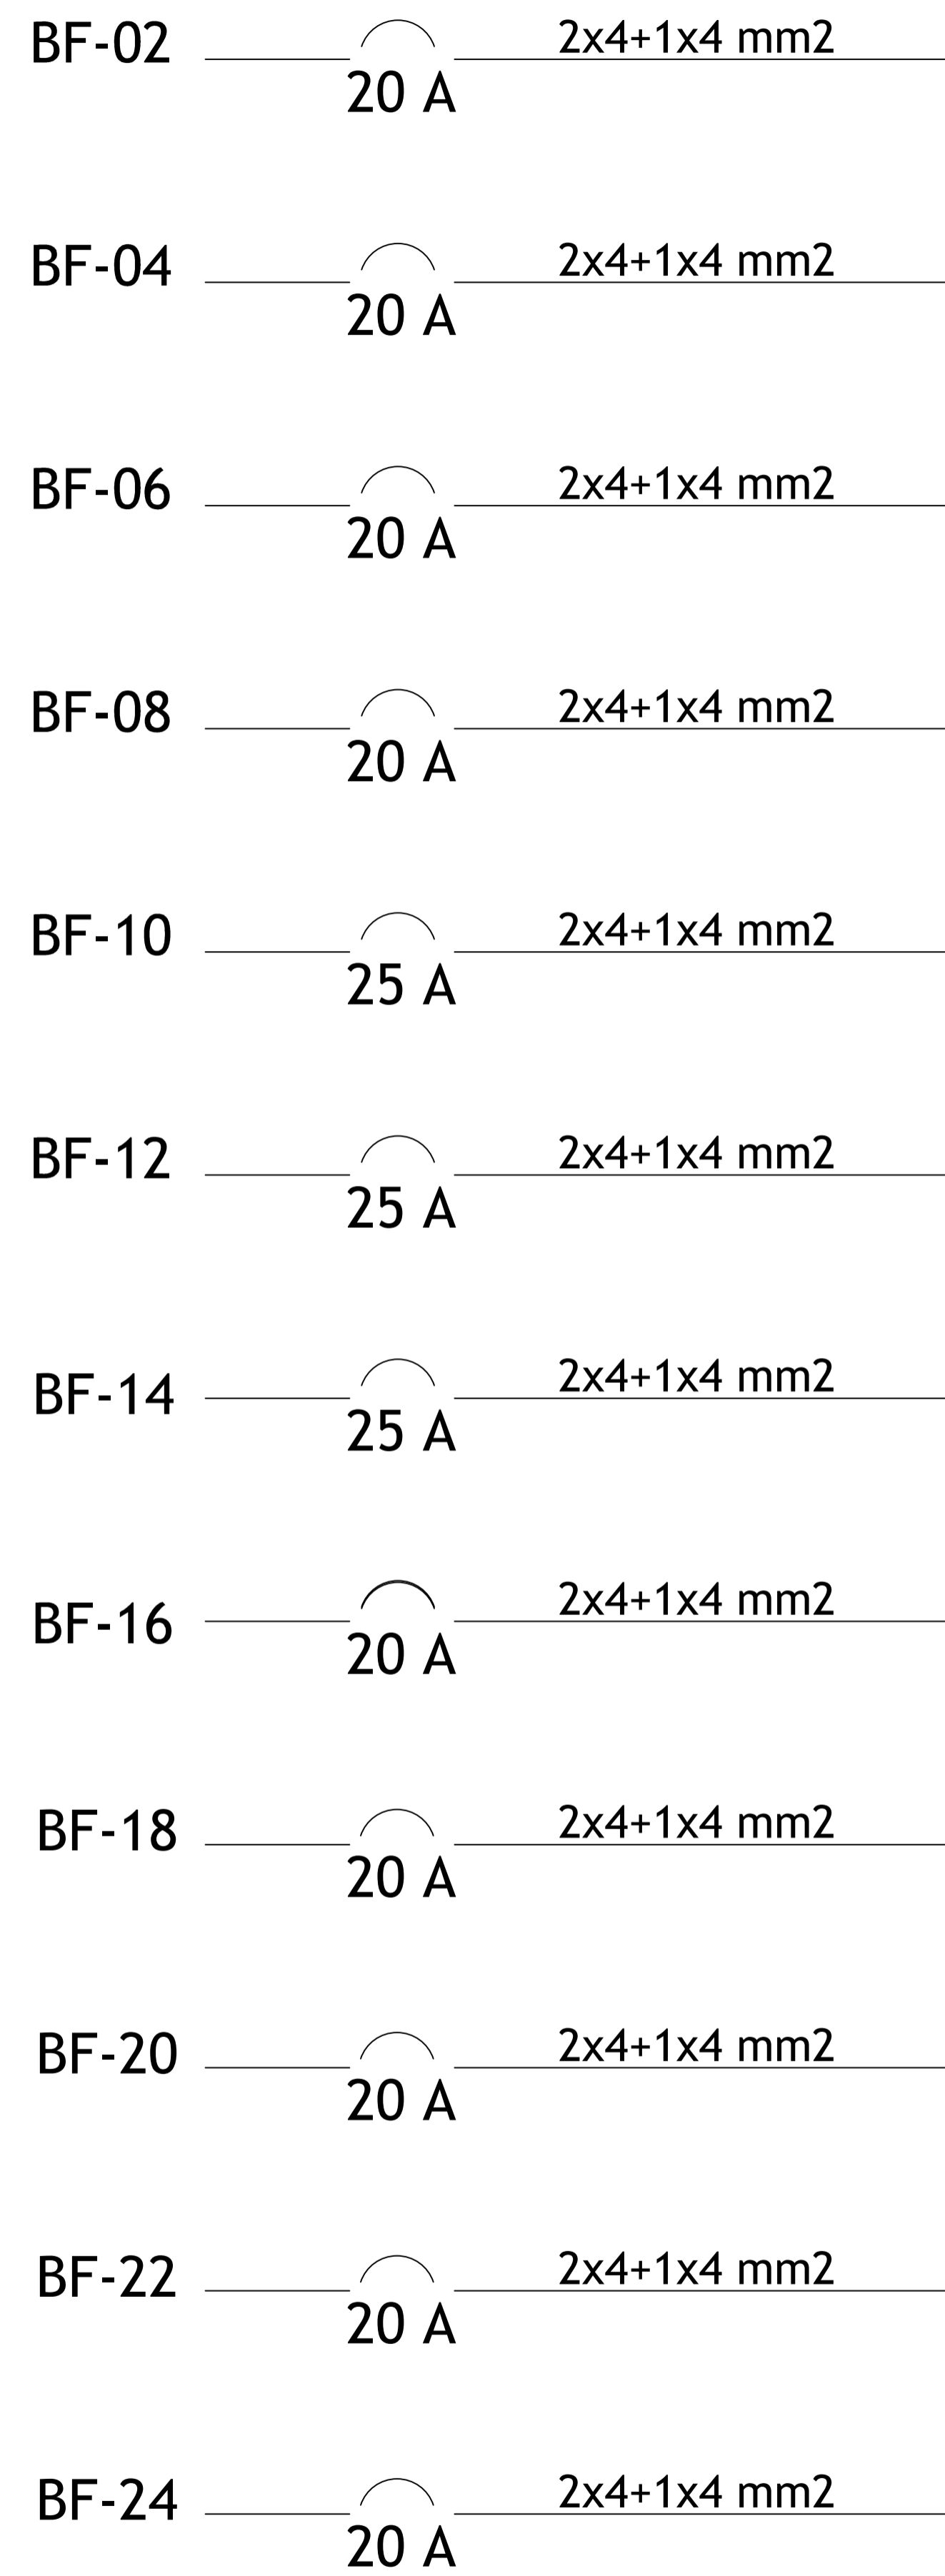 BF-02 2x4+1x4 mm2
20 A
BF-04 2x4+1x4 mm2
20 A
BF-06 2x4+1x4 mm2
20 A
BF-08 2x4+1x4 mm2
20 A
BF-10 2x4+1x4 mm2
25 A
BF-12 2x4+1x4 mm2
25 A
BF-14 2x4+1x4 mm2
25 A
BF-16 2x4+1x4 mm2
20 A
BF-18 2x4+1x4 mm2
20 A
BF-20 2x4+1x4 mm2
20 A
BF-22 2x4+1x4 mm2
20 A
BF-24 2x4+1x4 mm2
20 A